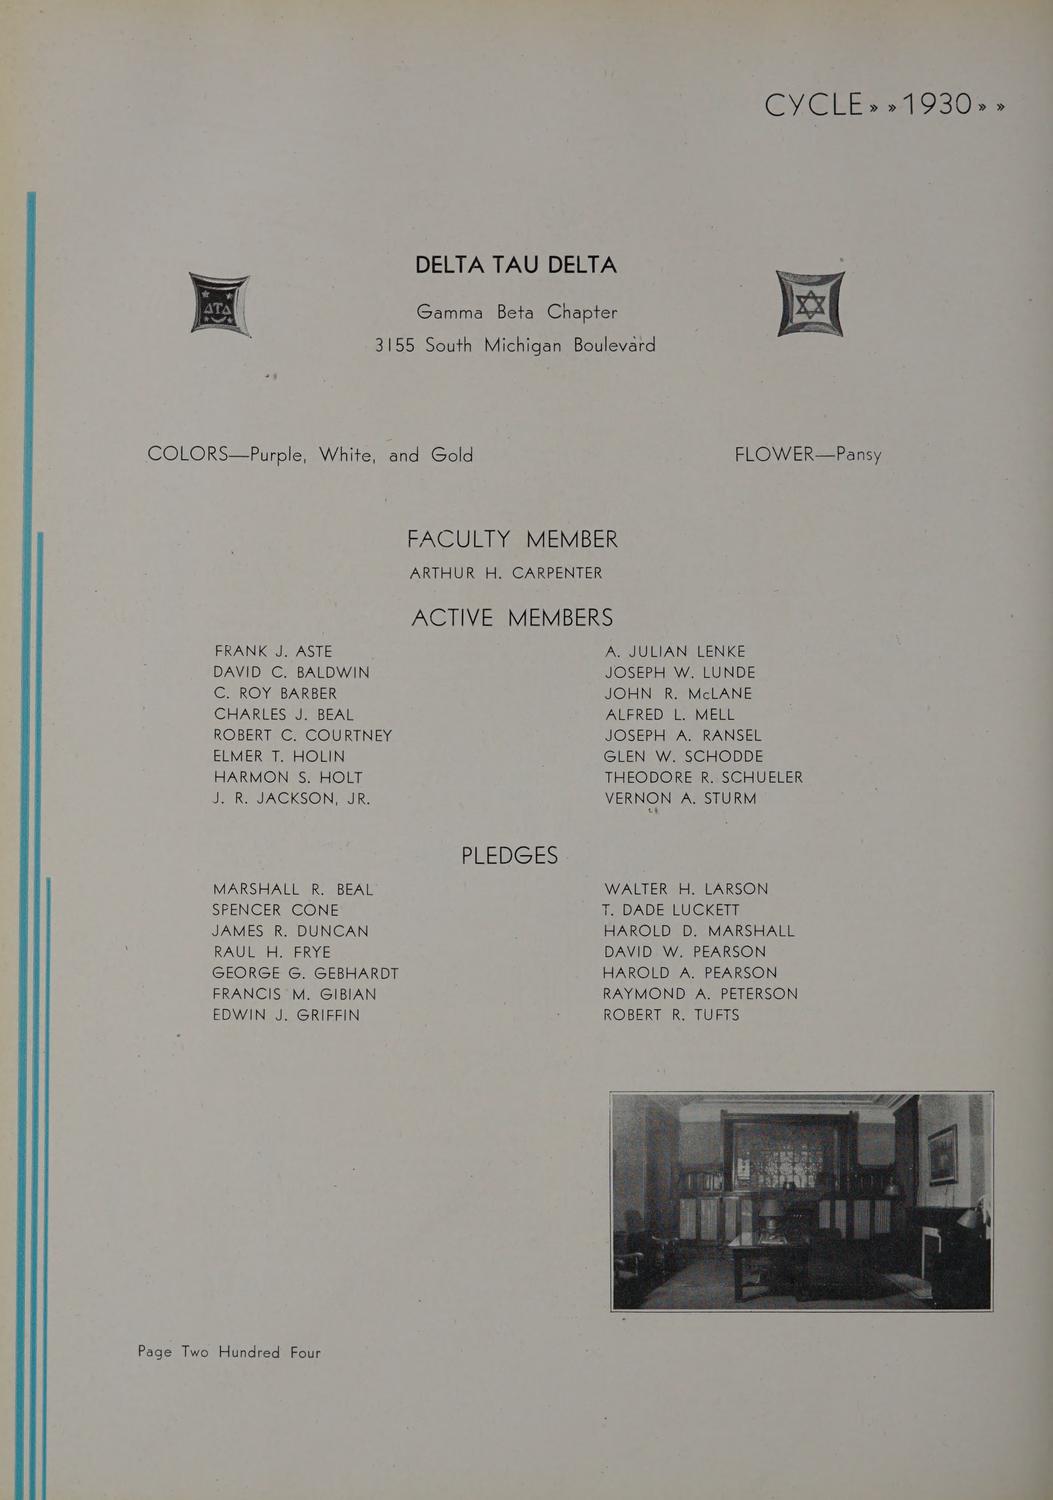 CYCLE » » 1930 » »
DELTA TAU DELTA
ΔΤΔ
Gamma Beta Chapter
3155 South Michigan Boulevard
COLORS—Purple, White, and Gold
FLOWER—Pansy
FACULTY MEMBER
ARTHUR H. CARPENTER
ACTIVE MEMBERS
FRANK J. ASTE
DAVID C. BALDWIN
C. ROY BARBER
CHARLES J. BEAL
ROBERT C. COURTNEY
ELMER T. HOLIN
HARMON S. HOLT
J. R. JACKSON, JR.
A. JULIAN LENKE
JOSEPH W. LUNDE
JOHN R. McLANE
ALFRED L. MELL
JOSEPH A. RANSEL
GLEN W. SCHODDE
THEODORE R. SCHUELER
VERNON A. STURM
PLEDGES
MARSHALL R. BEAL
SPENCER CONE
JAMES R. DUNCAN
RAUL H. FRYE
GEORGE G. GEBHARDT
FRANCIS M. GIBIAN
EDWIN J. GRIFFIN
WALTER H. LARSON
T. DADE LUCKETT
HAROLD D. MARSHALL
DAVID W. PEARSON
HAROLD A. PEARSON
RAYMOND A. PETERSON
ROBERT R. TUFTS
Page Two Hundred Four